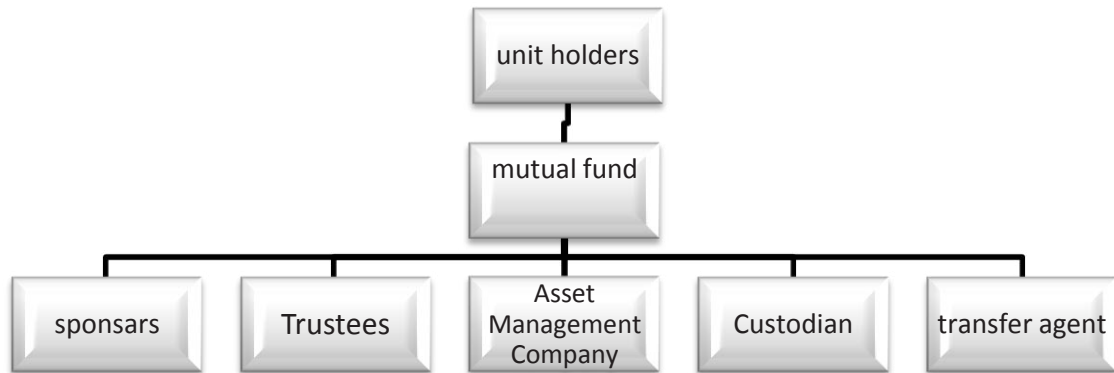 unit holders
mutual fund
sponsars
Trustees
Asset
Management
Company
Custodian
transfer agent